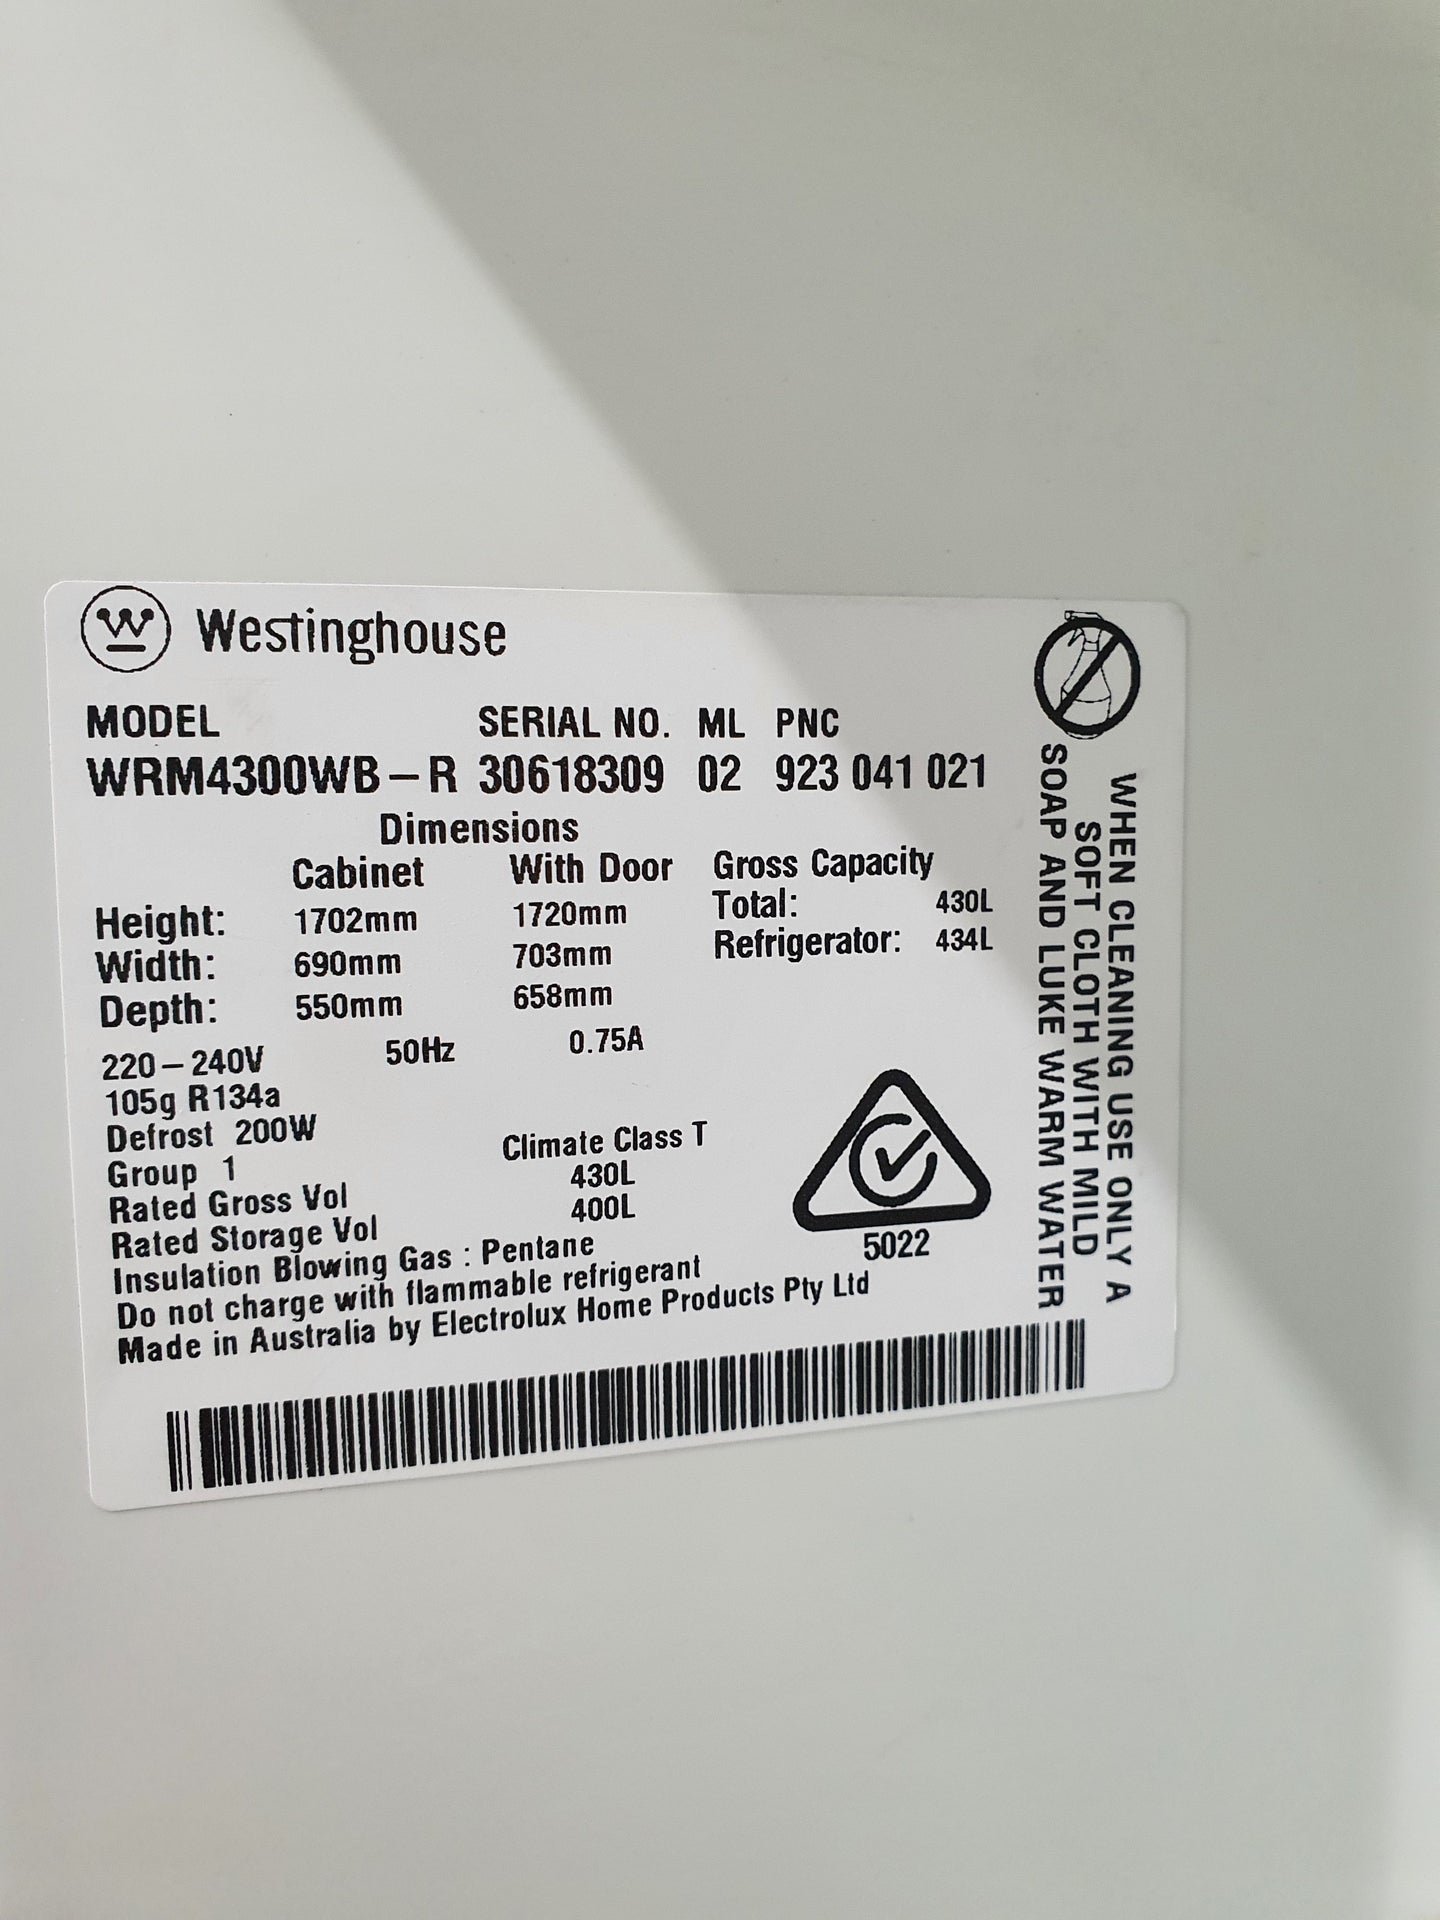 Westinghouse
MODEL SERIAL NO. ML PNC
WRM4300WB-R 30618309 02 923 041 021
Dimensions
Cabinet With Door Gross Capacity
Height: 1702mm 1720mm Total: 430L
Width: 690mm 703mm Refrigerator: 434L
Depth: 550mm 658mm
220-240V 50Hz 0.75A
105g R134a
Defrost 200W
Group 1 Climate Class T
Rated Gross Vol 430L
Rated Storage Vol 400L
Insulation Blowing Gas : Pentane
Do not charge with flammable refrigerant
Made in Australia by Electrolux Home Products Pty Ltd
5022
WHEN CLEANING USE ONLY A
SOFT CLOTH WITH MILD
SOAP AND LUKE WARM WATER